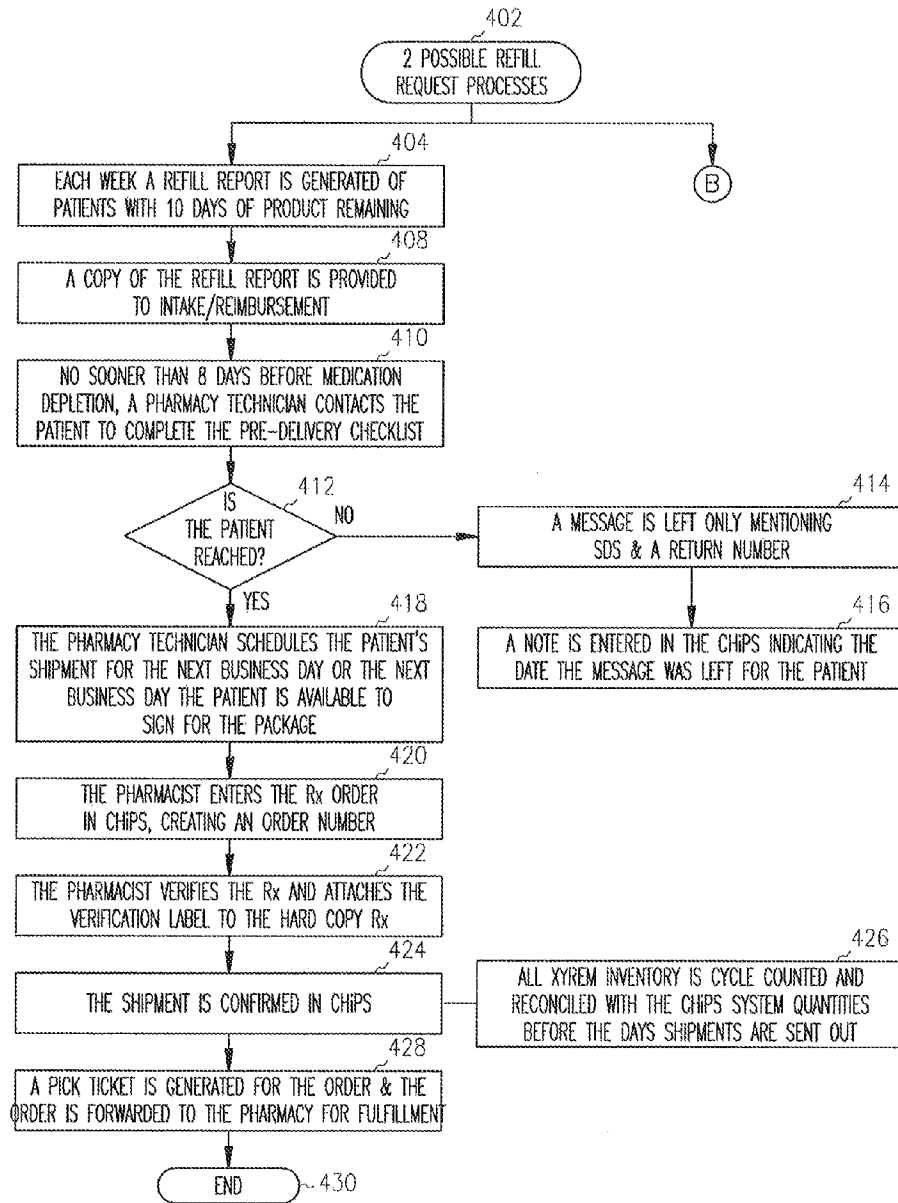 402
2 POSSIBLE REFILL
REQUEST PROCESSES
404
EACH WEEK A REFILL REPORT IS GENERATED OF
PATIENTS WITH 10 DAYS OF PRODUCT REMAINING
B
408
A COPY OF THE REFILL REPORT IS PROVIDED
TO INTAKE/REIMBURSEMENT
410
NO SOONER THAN 8 DAYS BEFORE MEDICATION
DEPLETION, A PHARMACY TECHNICIAN CONTACTS THE
PATIENT TO COMPLETE THE PRE-DELIVERY CHECKLIST
412
IS
THE PATIENT
REACHED?
NO
414
A MESSAGE IS LEFT ONLY MENTIONING
SDS & A RETURN NUMBER
416
A NOTE IS ENTERED IN THE CHiPS INDICATING THE
DATE THE MESSAGE WAS LEFT FOR THE PATIENT
YES
418
THE PHARMACY TECHNICIAN SCHEDULES THE PATIENT'S
SHIPMENT FOR THE NEXT BUSINESS DAY OR THE NEXT
BUSINESS DAY THE PATIENT IS AVAILABLE TO
SIGN FOR THE PACKAGE
420
THE PHARMACIST ENTERS THE Rx ORDER
IN CHiPS, CREATING AN ORDER NUMBER
422
THE PHARMACIST VERIFIES THE Rx AND ATTACHES THE
VERIFICATION LABEL TO THE HARD COPY Rx
424
THE SHIPMENT IS CONFIRMED IN CHiPS
426
ALL XYREM INVENTORY IS CYCLE COUNTED AND
RECONCILED WITH THE CHiPS SYSTEM QUANTITIES
BEFORE THE DAYS SHIPMENTS ARE SENT OUT
428
A PICK TICKET IS GENERATED FOR THE ORDER & THE
ORDER IS FORWARDED TO THE PHARMACY FOR FULFILLMENT
END
430